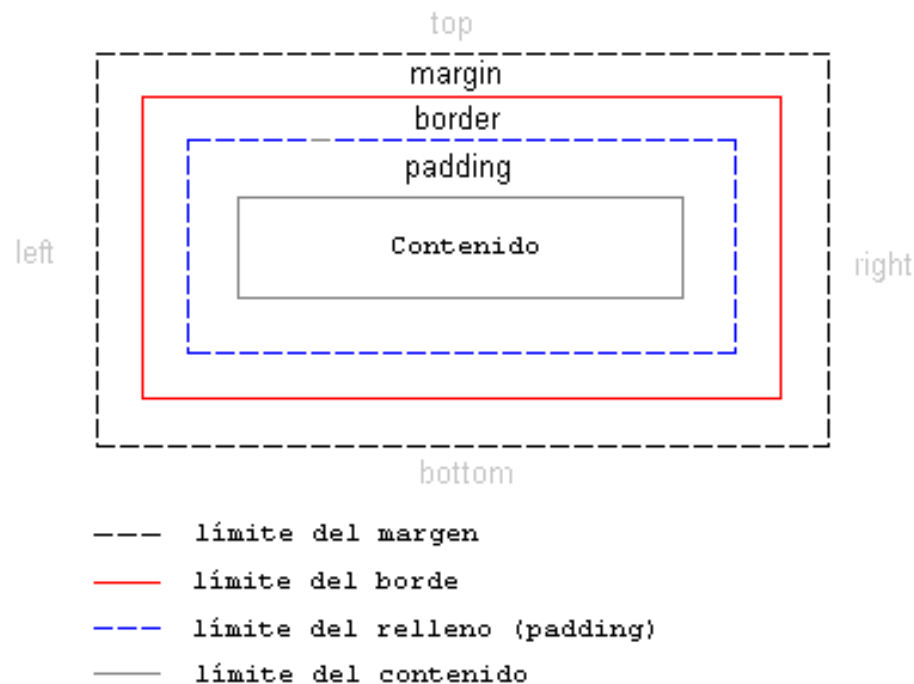 top
margin
border
padding
Contenido
left
right
bottom
límite del margen
límite del borde
límite del relleno (padding)
límite del contenido